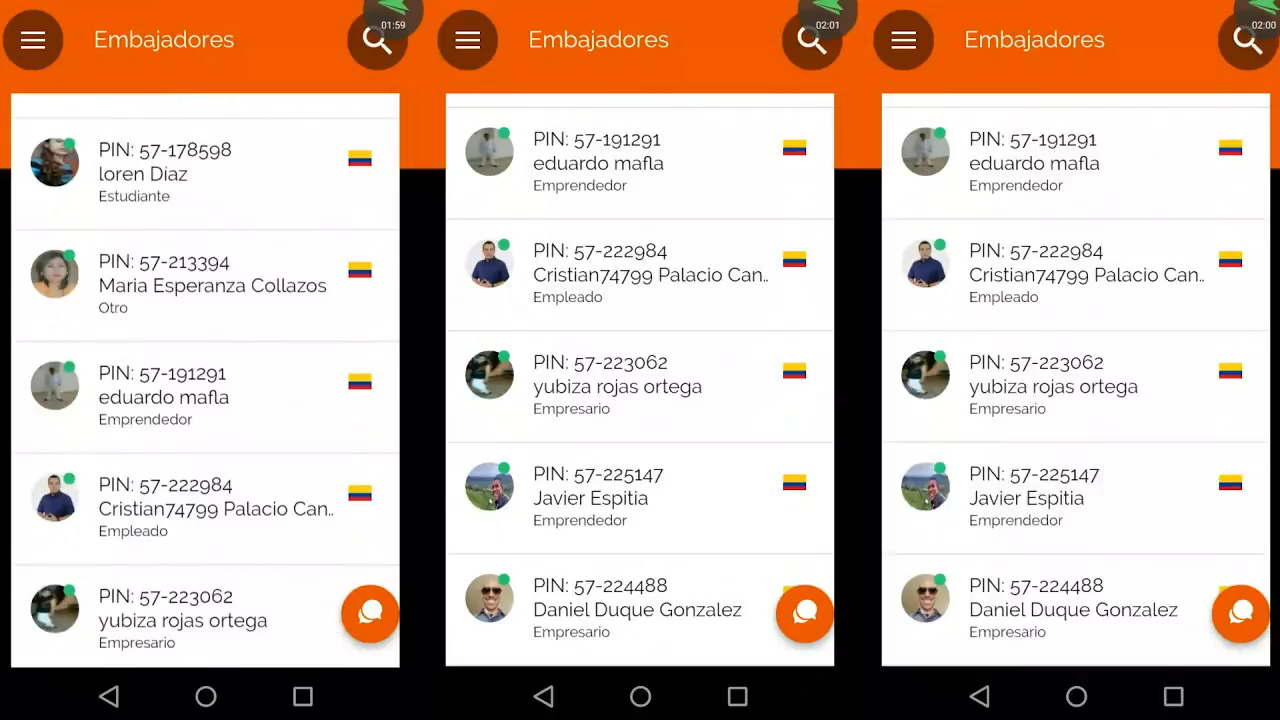 Embajadores
01:59
PIN: 57-178598
loren Diaz
Estudiante
PIN: 57-213394
Maria Esperanza Collazos
Otro
PIN: 57-191291
eduardo mafla
Emprendedor
PIN: 57-222984
Cristian74799 Palacio Can..
Empleado
PIN: 57-223062
yubiza rojas ortega
Empresario
Embajadores
02:01
PIN: 57-191291
eduardo mafla
Emprendedor
PIN: 57-222984
Cristian74799 Palacio Can..
Empleado
PIN: 57-223062
yubiza rojas ortega
Empresario
PIN: 57-225147
Javier Espitia
Emprendedor
PIN: 57-224488
Daniel Duque Gonzalez
Empresario
Embajadores
02:00
PIN: 57-191291
eduardo mafla
Emprendedor
PIN: 57-222984
Cristian74799 Palacio Can..
Empleado
PIN: 57-223062
yubiza rojas ortega
Empresario
PIN: 57-225147
Javier Espitia
Emprendedor
PIN: 57-224488
Daniel Duque Gonzalez
Empresario